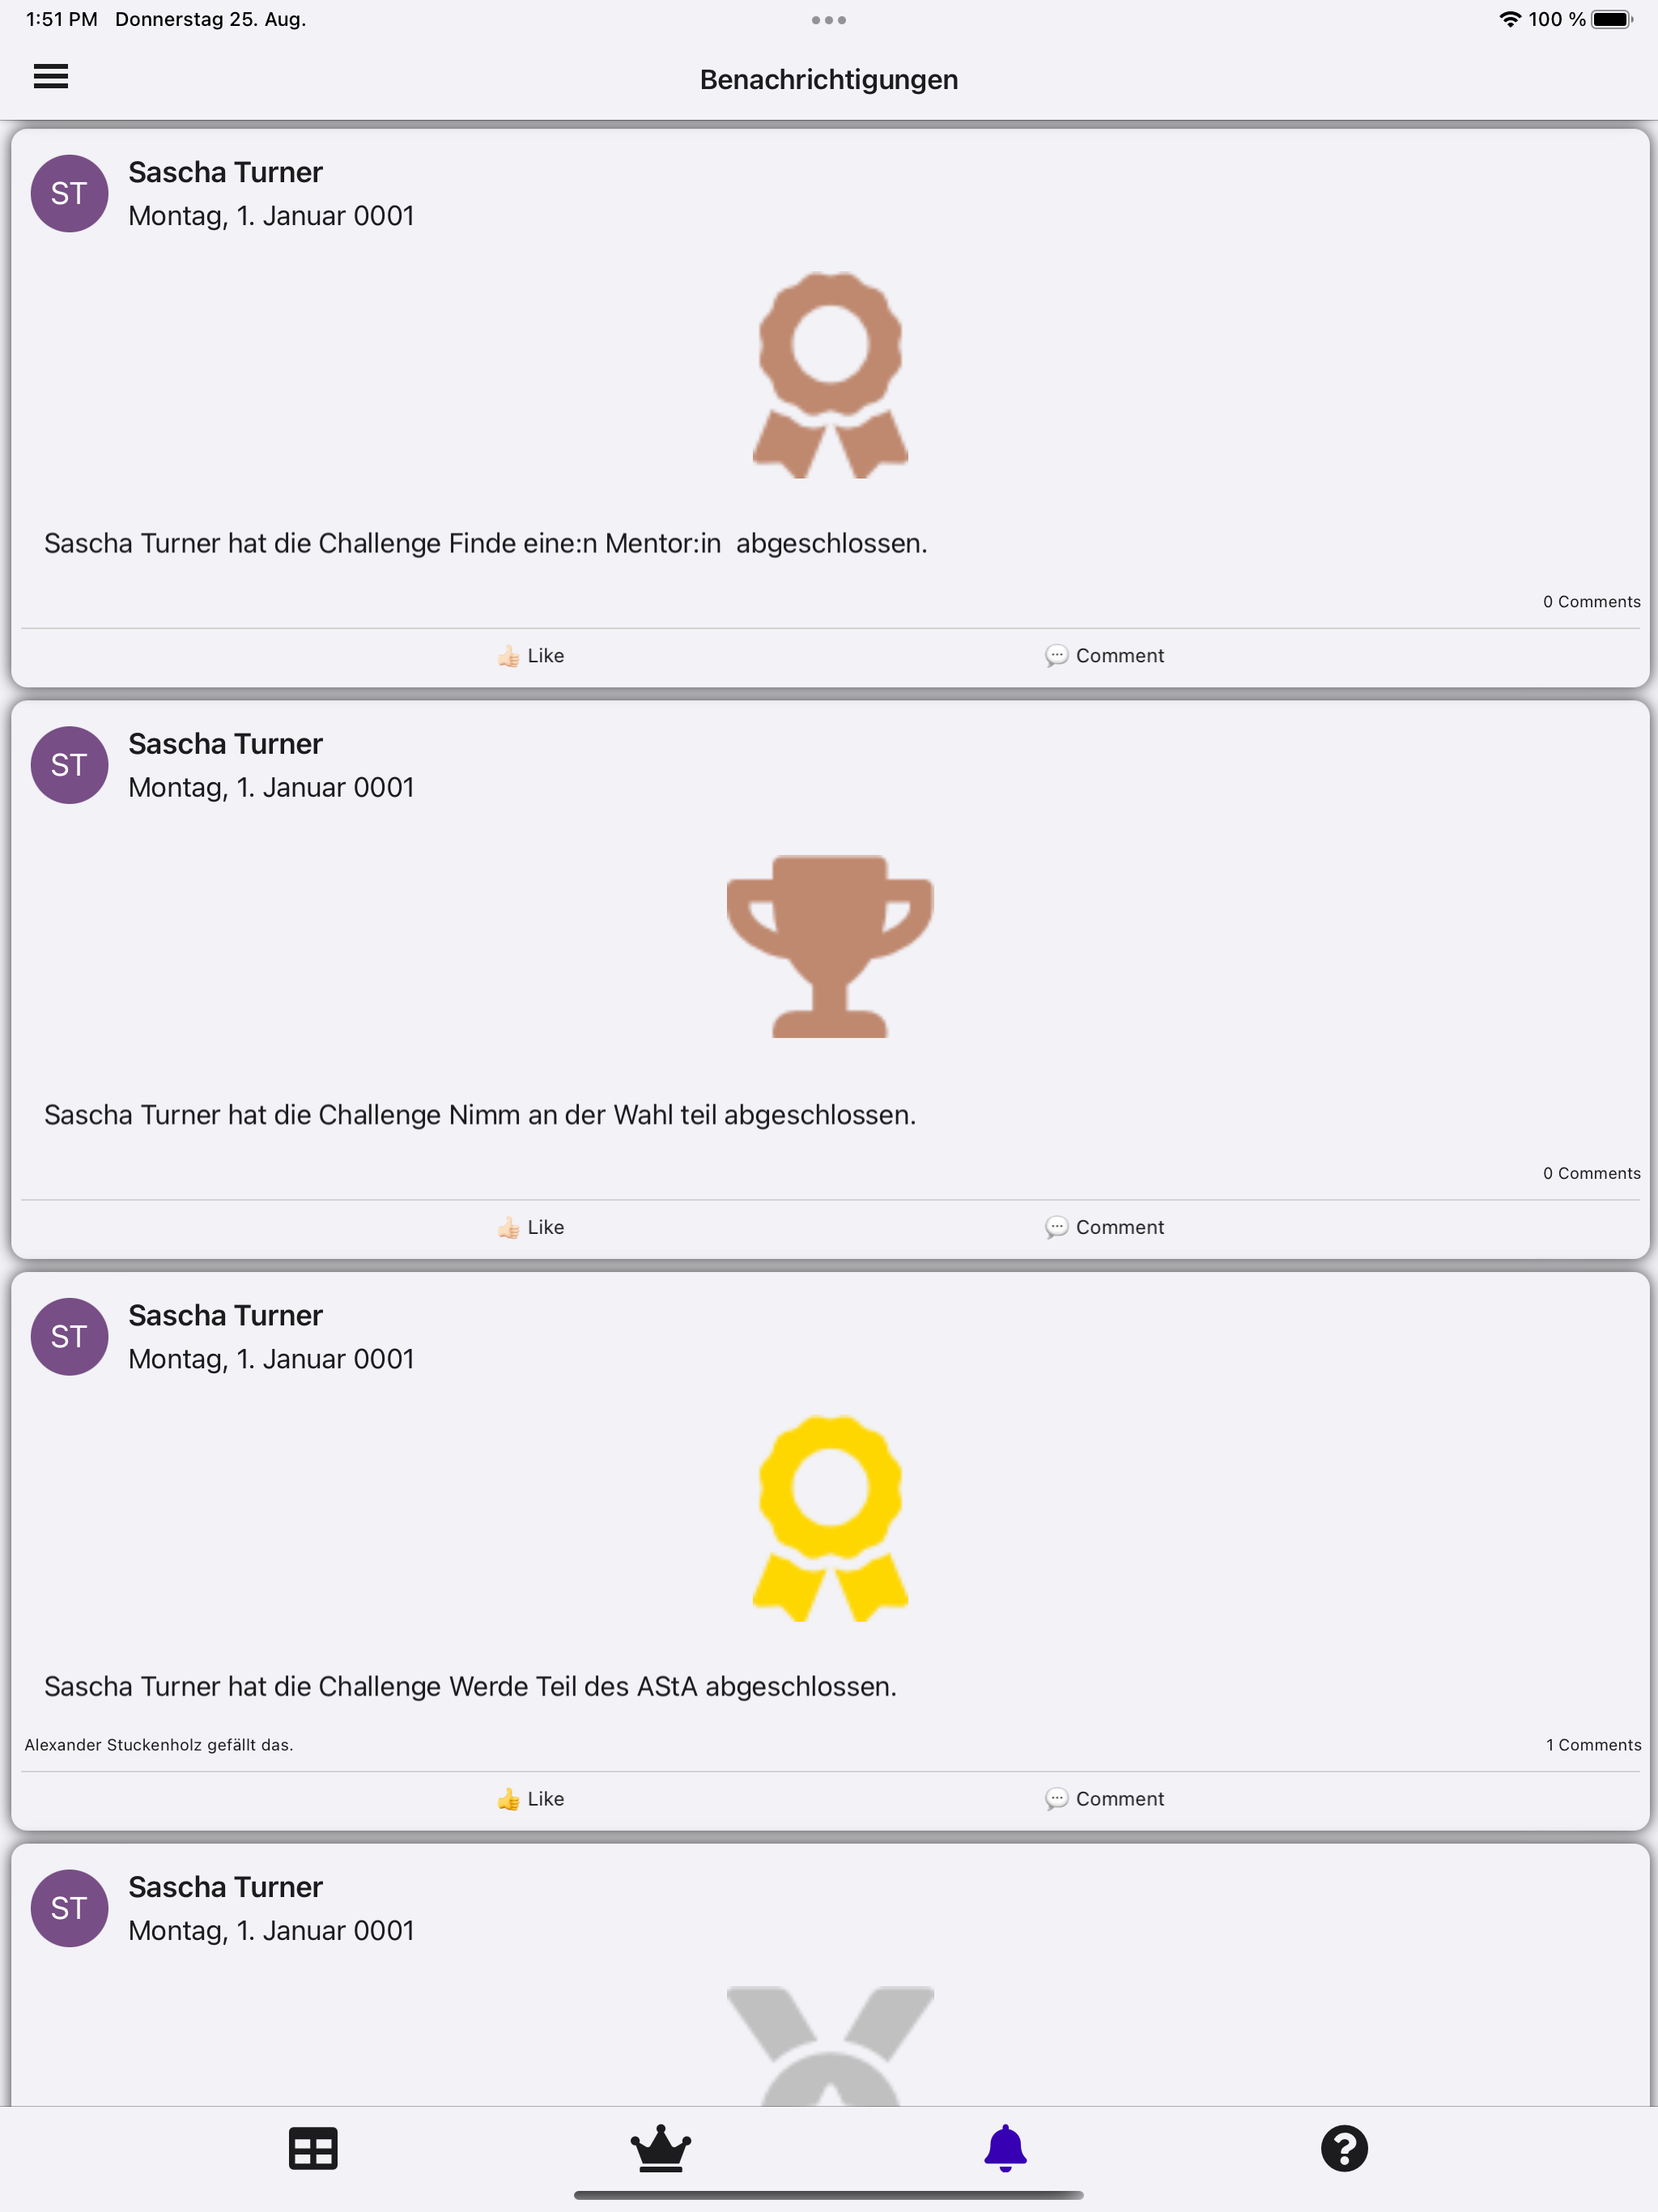 1:51 PM Donnerstag 25. Aug.
100 %
Benachrichtigungen
ST
Sascha Turner
Montag, 1. Januar 0001
Sascha Turner hat die Challenge Finde eine:n Mentor:in  abgeschlossen.
0 Comments
Like
Comment
ST
Sascha Turner
Montag, 1. Januar 0001
Sascha Turner hat die Challenge Nimm an der Wahl teil abgeschlossen.
0 Comments
Like
Comment
ST
Sascha Turner
Montag, 1. Januar 0001
Sascha Turner hat die Challenge Werde Teil des AStA abgeschlossen.
Alexander Stuckenholz gefällt das.
1 Comments
Like
Comment
ST
Sascha Turner
Montag, 1. Januar 0001